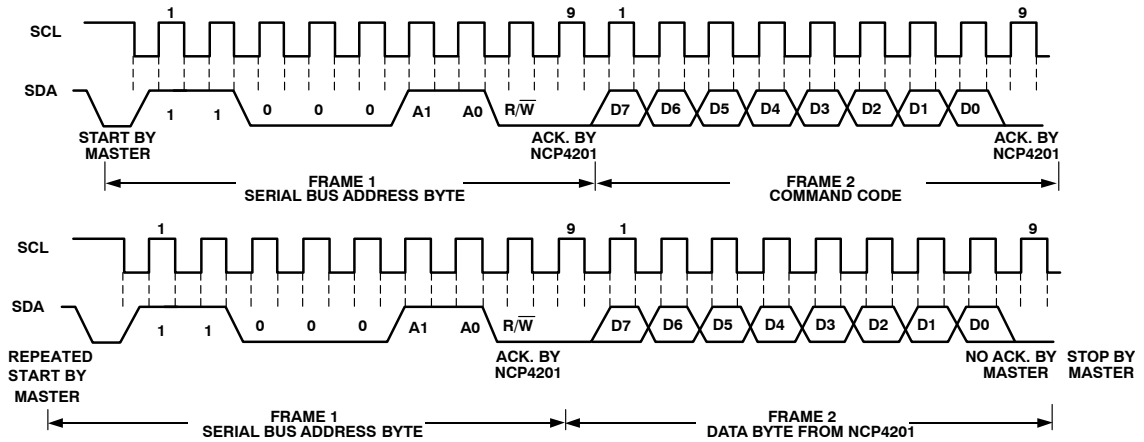 1 9 1 9
SCL
SDA
1 1 0 0 0 A1 A0 R/W̅ D7 D6 D5 D4 D3 D2 D1 D0
START BY
MASTER
ACK. BY
NCP4201
ACK. BY
NCP4201
FRAME 1
SERIAL BUS ADDRESS BYTE
FRAME 2
COMMAND CODE
1 9 1 9
SCL
SDA
1 1 0 0 0 A1 A0 R/W̅ D7 D6 D5 D4 D3 D2 D1 D0
REPEATED
START BY
MASTER
ACK. BY
NCP4201
NO ACK. BY
MASTER
STOP BY
MASTER
FRAME 1
SERIAL BUS ADDRESS BYTE
FRAME 2
DATA BYTE FROM NCP4201